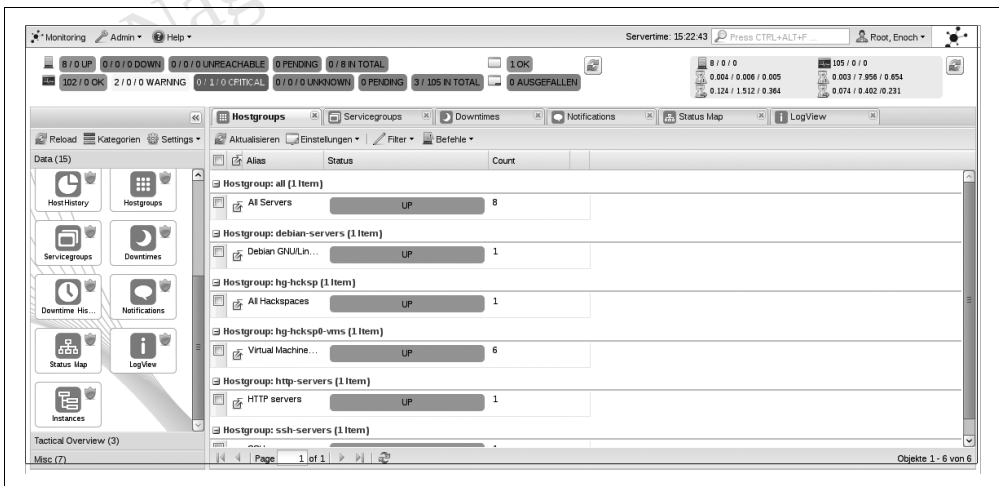 Nag
Monitoring Admin Help Servertime: 15:22:43 Press CTRL+ALT+F ... Root, Enoch
8 / 0 UP 0 / 0 / 0 DOWN 0 / 0 / 0 UNREACHABLE 0 PENDING 0 / 8 IN TOTAL 1 OK 8 / 0 / 0 105 / 0 / 0
102 / 0 OK 2 / 0 / 0 WARNING 0 / 1 / 0 CRITICAL 0 / 0 / 0 UNKNOWN 0 PENDING 3 / 105 IN TOTAL 0 AUSGEFALLEN 0.004 / 0.006 / 0.005 0.003 / 7.956 / 0.654
0.124 / 1.512 / 0.364 0.074 / 0.402 /0.231
Hostgroups Servicegroups Downtimes Notifications Status Map LogView
Reload Kategorien Settings Aktualisieren Einstellungen Filter Befehle
Data (15) Alias Status Count
HostHistory Hostgroups
Servicegroups Downtimes
Downtime His... Notifications
Status Map LogView
Instances
Tactical Overview (3)
Misc (7)
Hostgroup: all (1 Item)
All Servers UP 8
Hostgroup: debian-servers (1 Item)
Debian GNU/Lin... UP 1
Hostgroup: hg-hcksp (1 Item)
All Hackspaces UP 1
Hostgroup: hg-hcksp0-vms (1 Item)
Virtual Machine... UP 6
Hostgroup: http-servers (1 Item)
HTTP servers UP 1
Hostgroup: ssh-servers (1 Item)
Page 1 of 1 Objekte 1 - 6 von 6